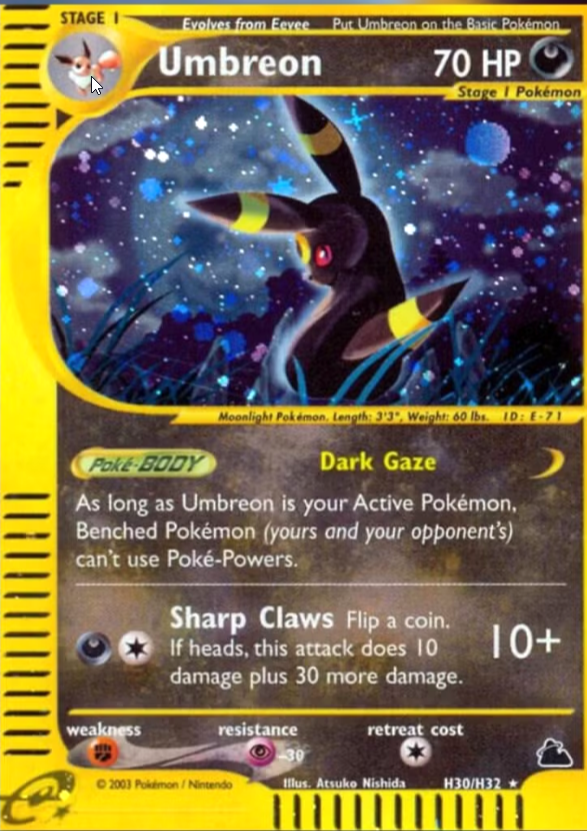 STAGE 1
Evolves from Eevee Put Umbreon on the Basic Pokémon
Umbreon 70 HP
Stage 1 Pokémon
Moonlight Pokémon. Length: 3'3", Weight: 60 lbs. ID: E-71
Poké-BODY Dark Gaze
As long as Umbreon is your Active Pokémon,
Benched Pokémon (yours and your opponent's)
can't use Poké-Powers.
Sharp Claws Flip a coin.
If heads, this attack does 10
damage plus 30 more damage.
10+
weakness resistance retreat cost
-30
© 2003 Pokémon / Nintendo Illus. Atsuko Nishida H30/H32 ★
e